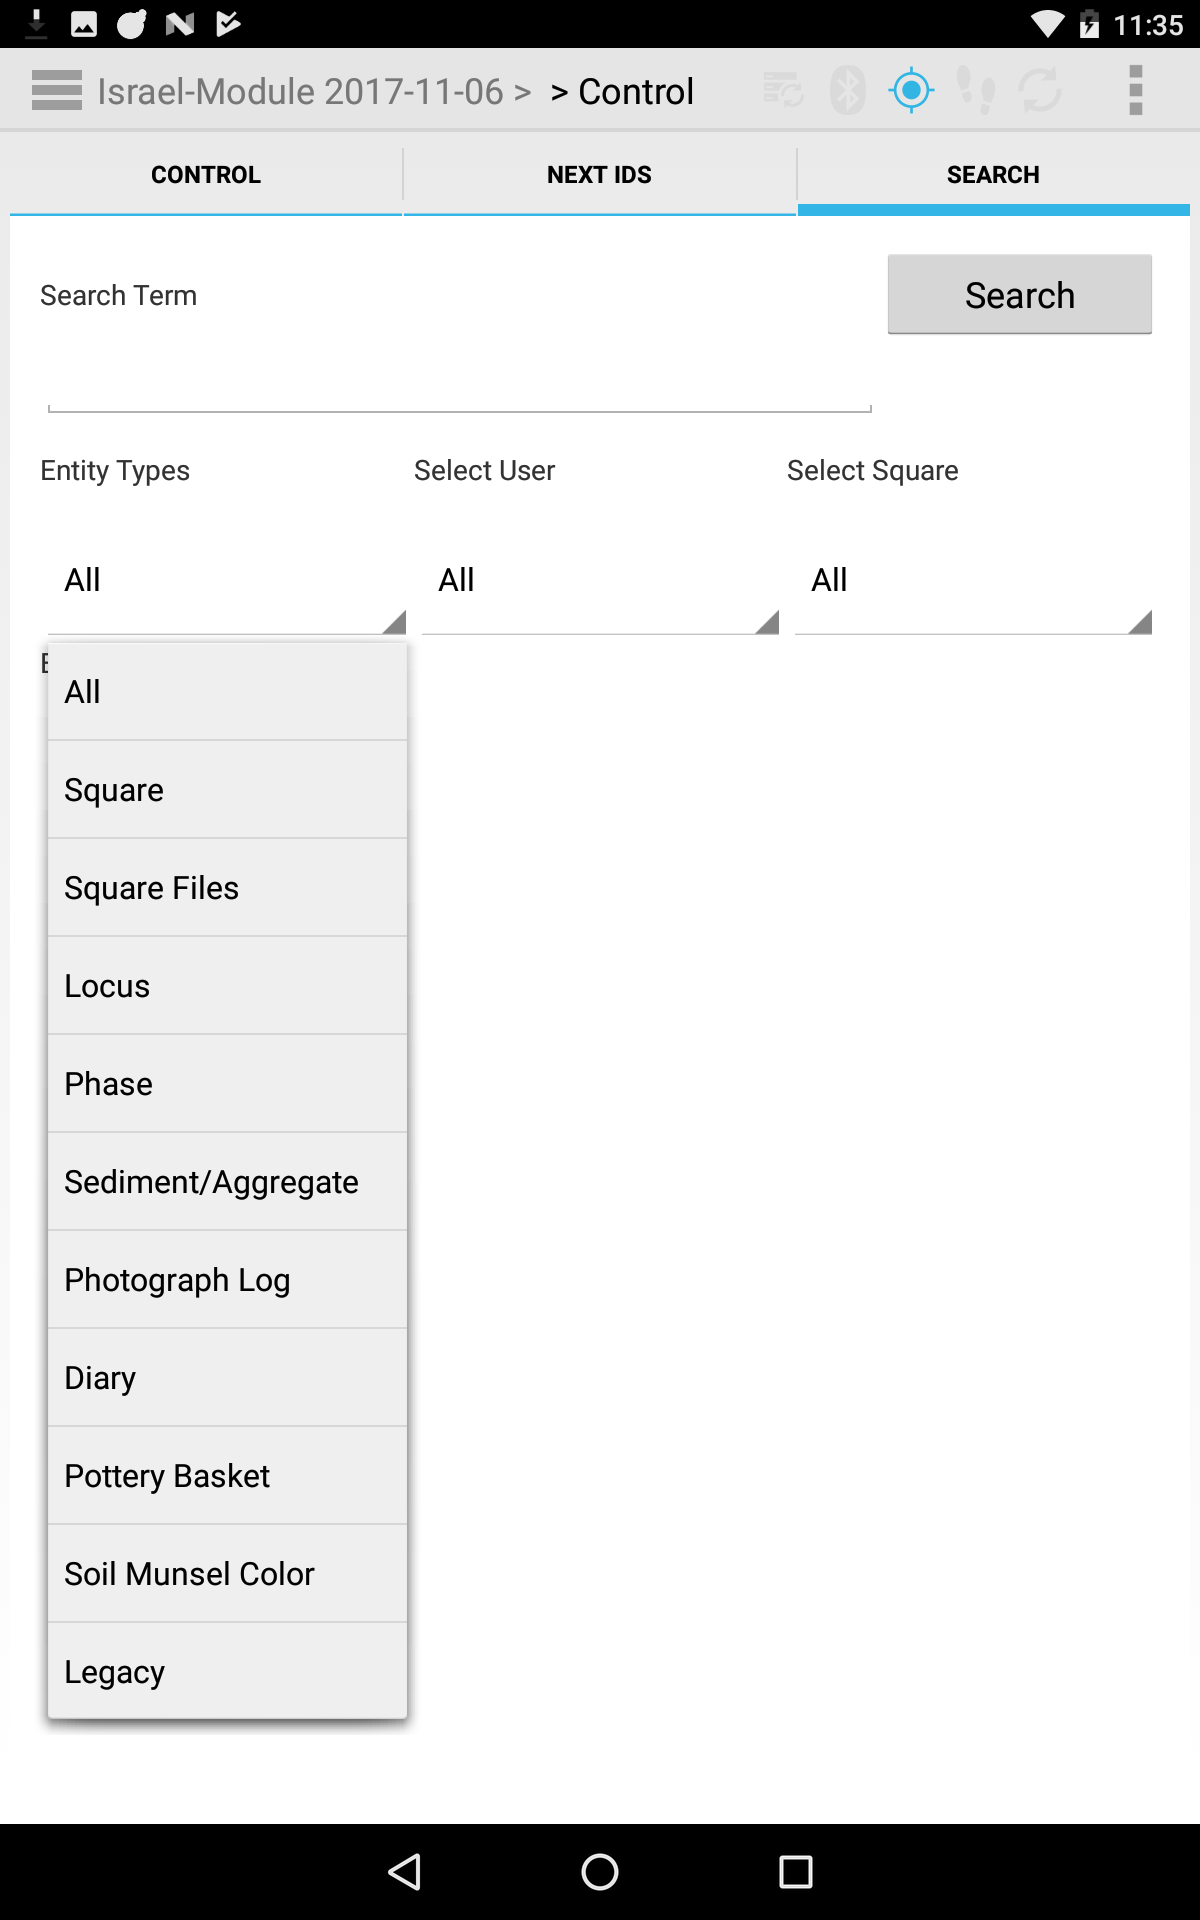 11:35
Israel-Module 2017-11-06 > > Control
CONTROL NEXT IDS SEARCH
Search Term
Search
Entity Types Select User Select Square
All All All
All
Square
Square Files
Locus
Phase
Sediment/Aggregate
Photograph Log
Diary
Pottery Basket
Soil Munsel Color
Legacy